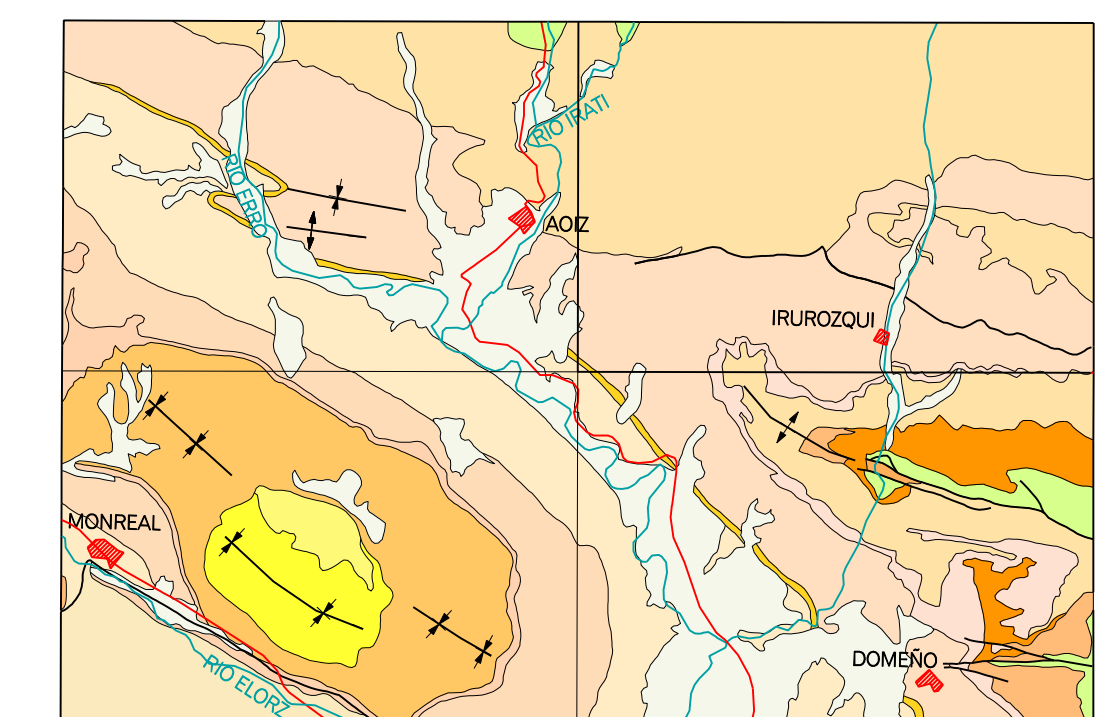 RIO IRATI
RIO ERRO
AOIZ
IRUROZQUI
MONREAL
DOMEÑO
RIO ELORZ